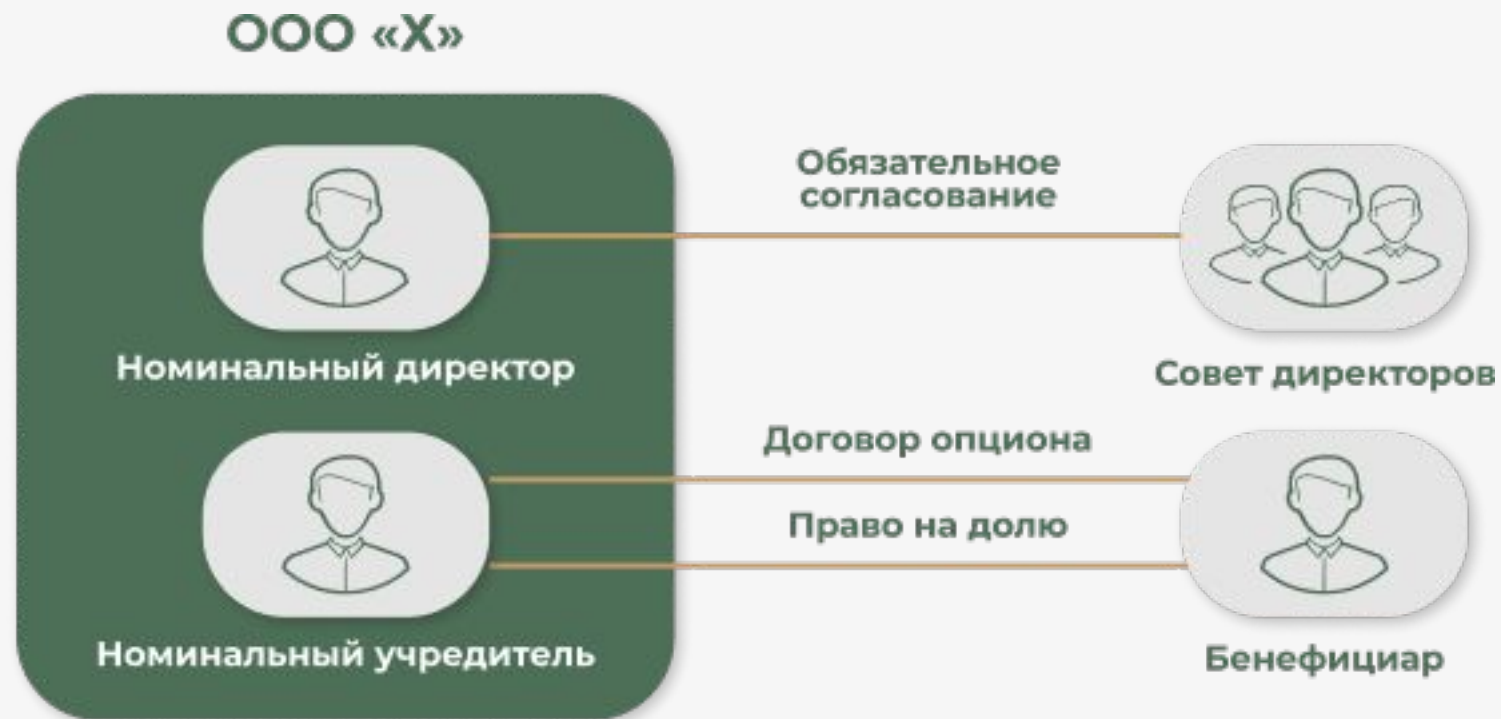 ООО «Х»
Обязательное
согласование
Номинальный директор
Совет директоров
Договор опциона
Право на долю
Номинальный учредитель
Бенефициар